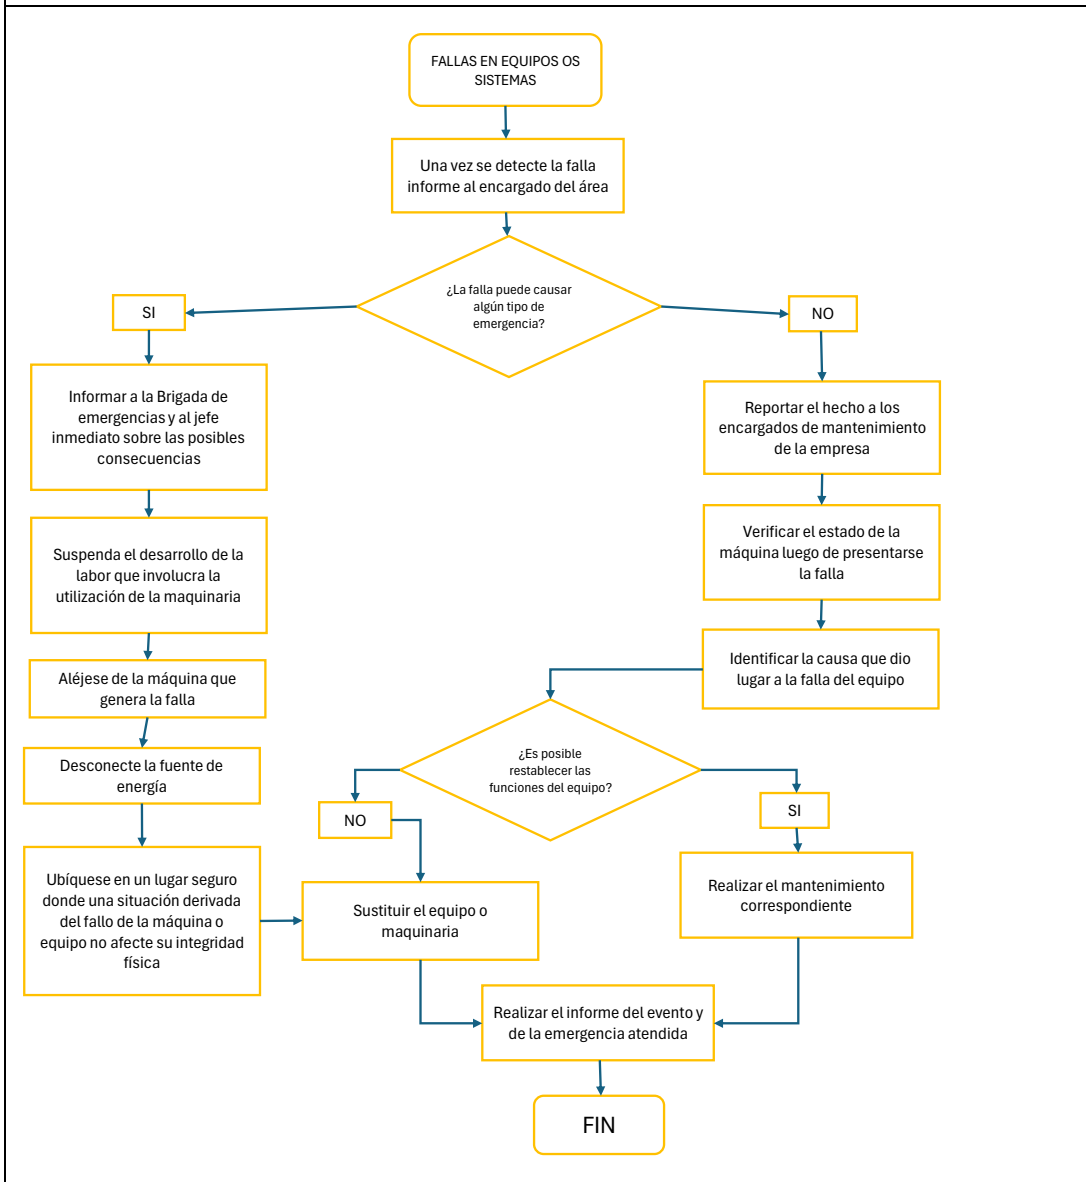 FALLAS EN EQUIPOS OS
SISTEMAS
Una vez se detecte la falla
informe al encargado del área
¿La falla puede causar
algún tipo de
emergencia?
SI
NO
Informar a la Brigada de
emergencias y al jefe
inmediato sobre las posibles
consecuencias
Suspenda el desarrollo de la
labor que involucra la
utilización de la maquinaria
Aléjese de la máquina que
genera la falla
Desconecte la fuente de
energía
Ubíquese en un lugar seguro
donde una situación derivada
del fallo de la máquina o
equipo no afecte su integridad
física
Reportar el hecho a los
encargados de mantenimiento
de la empresa
Verificar el estado de la
máquina luego de presentarse
la falla
Identificar la causa que dio
lugar a la falla del equipo
¿Es posible
restablecer las
funciones del equipo?
NO
SI
Sustituir el equipo o
maquinaria
Realizar el mantenimiento
correspondiente
Realizar el informe del evento y
de la emergencia atendida
FIN